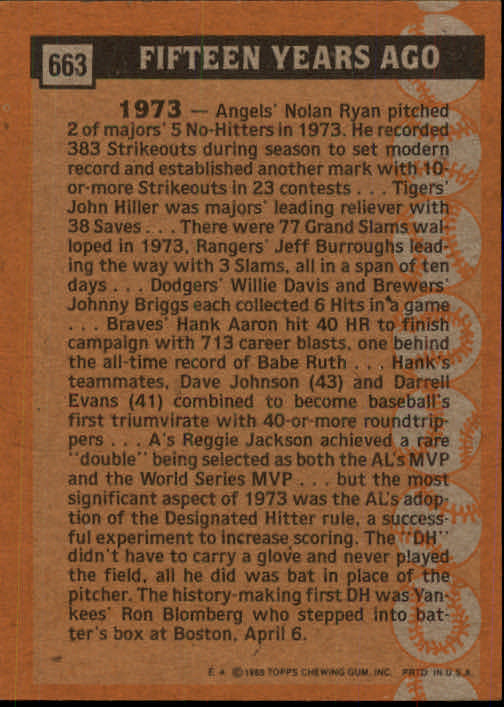 663
FIFTEEN YEARS AGO
1973 — Angels' Nolan Ryan pitched
2 of majors' 5 No-Hitters in 1973. He recorded
383 Strikeouts during season to set modern
record and established another mark with 10-
or-more Strikeouts in 23 contests . . . Tigers'
John Hiller was majors' leading reliever with
38 Saves . . . There were 77 Grand Slams wal-
loped in 1973, Rangers' Jeff Burroughs lead-
ing the way with 3 Slams, all in a span of ten
days . . . Dodgers' Willie Davis and Brewers'
Johnny Briggs each collected 6 Hits in a game
. . . Braves' Hank Aaron hit 40 HR to finish
campaign with 713 career blasts, one behind
the all-time record of Babe Ruth . . . Hank's
teammates, Dave Johnson (43) and Darrell
Evans (41) combined to become baseball's
first triumvirate with 40-or-more roundtrip-
pers . . . A's Reggie Jackson achieved a rare
"double" being selected as both the AL's MVP
and the World Series MVP . . . but the most
significant aspect of 1973 was the AL's adop-
tion of the Designated Hitter rule, a success-
ful experiment to increase scoring. The "DH"
didn't have to carry a glove and never played
the field, all he did was bat in place of the
pitcher. The history-making first DH was Yan-
kees' Ron Blomberg who stepped into bat-
ter's box at Boston, April 6.
E 4 ©1988 TOPPS CHEWING GUM, INC. PRTD. IN U.S.A.